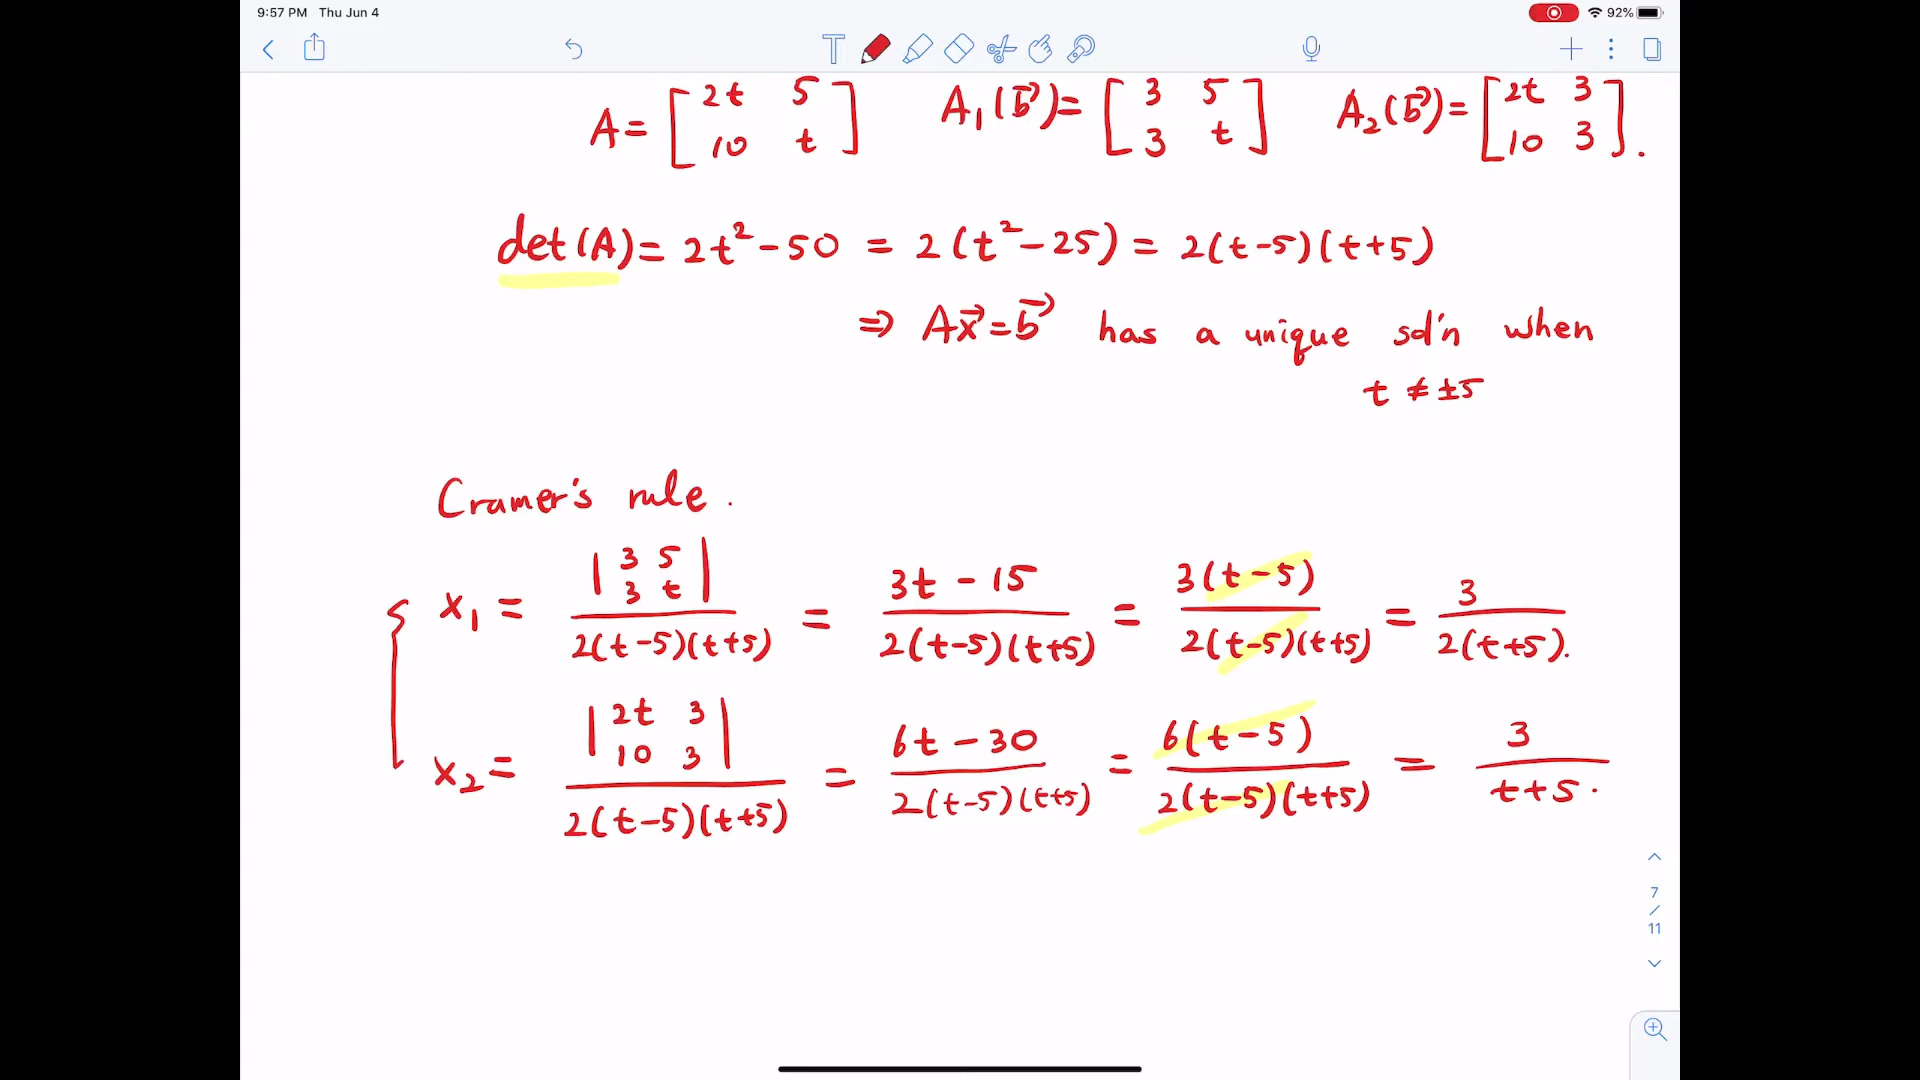 9:57 PM Thu Jun 4
92%
A = [2t 5; 10 t] A₁(b⃗) = [3 5; 3 t] A₂(b⃗) = [2t 3; 10 3].
det(A) = 2t² - 50 = 2(t² - 25) = 2(t-5)(t+5)
⇒ Ax⃗ = b⃗ has a unique sol'n when
t ≠ ±5
Cramer's rule.
x₁ = |3 5; 3 t| / 2(t-5)(t+5) = (3t - 15) / 2(t-5)(t+5) = 3(t-5) / 2(t-5)(t+5) = 3 / 2(t+5).
x₂ = |2t 3; 10 3| / 2(t-5)(t+5) = (6t - 30) / 2(t-5)(t+5) = 6(t-5) / 2(t-5)(t+5) = 3 / t+5.
7
/
11